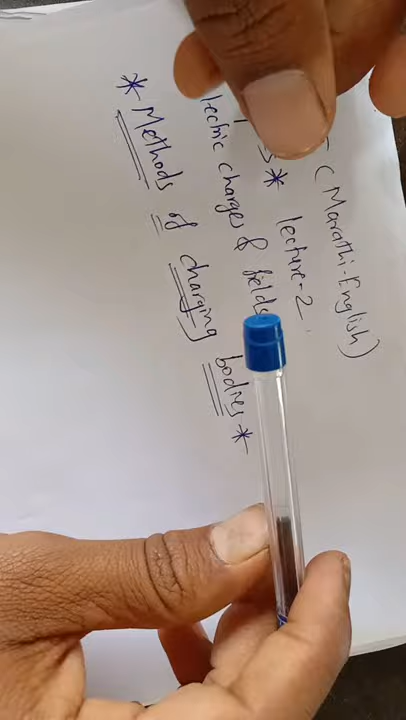 (Marathi-English)
lecture-2.
lectric charges & fields
* Methods of charging bodies *